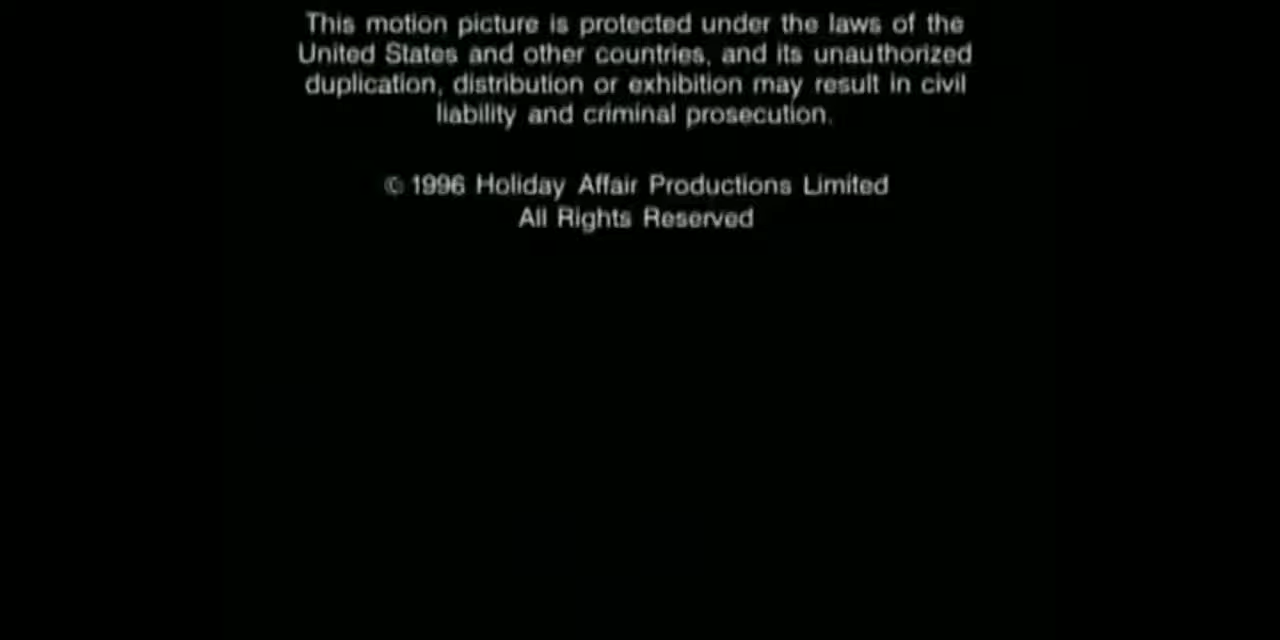 This motion picture is protected under the laws of the
United States and other countries, and its unauthorized
duplication, distribution or exhibition may result in civil
liability and criminal prosecution.
© 1996 Holiday Affair Productions Limited
All Rights Reserved